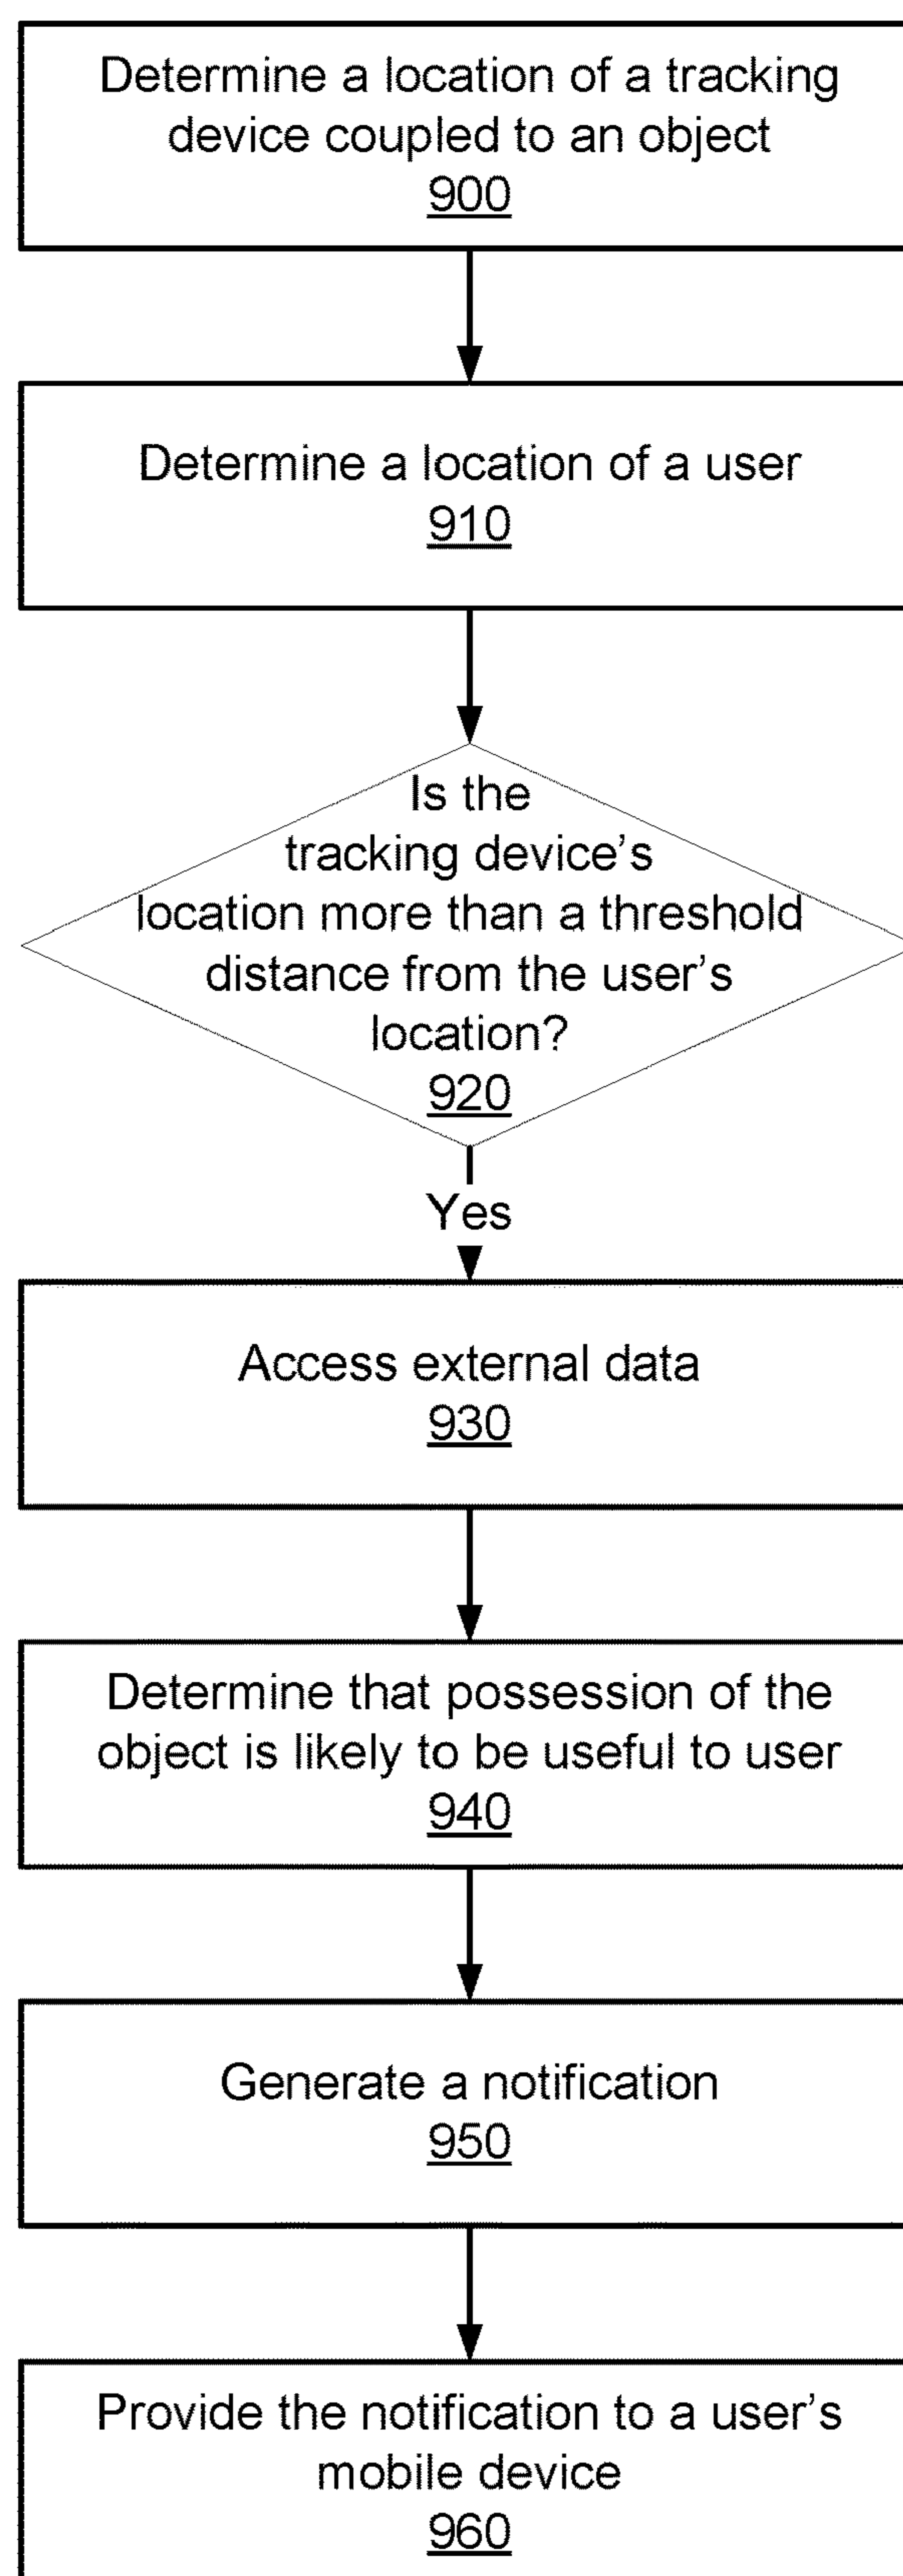 Determine a location of a tracking
device coupled to an object
900
Determine a location of a user
910
Is the
tracking device's
location more than a threshold
distance from the user's
location?
920
Yes
Access external data
930
Determine that possession of the
object is likely to be useful to user
940
Generate a notification
950
Provide the notification to a user's
mobile device
960